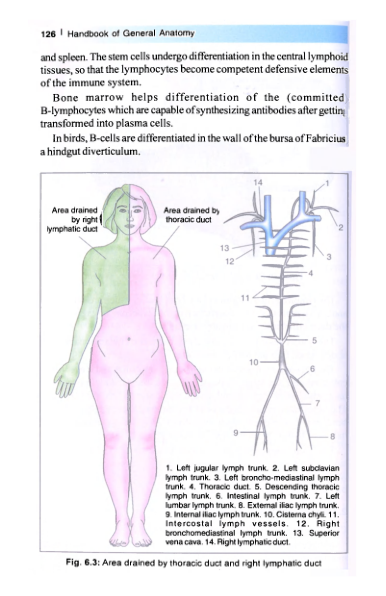 126 | Handbook of General Anatomy
and spleen. The stem cells undergo differentiation in the central lymphoid
tissues, so that the lymphocytes become competent defensive elements
of the immune system.
Bone marrow helps differentiation of the (committed
B-lymphocytes which are capable of synthesizing antibodies after getting
transformed into plasma cells.
In birds, B-cells are differentiated in the wall of the bursa of Fabricius
a hindgut diverticulum.
Area drained
by right
lymphatic duct
Area drained by
thoracic duct
14
1
2
13
12
3
4
11
5
10
6
7
9
8
1. Left jugular lymph trunk. 2. Left subclavian
lymph trunk. 3. Left broncho-mediastinal lymph
trunk. 4. Thoracic duct. 5. Descending thoracic
lymph trunk. 6. Intestinal lymph trunk. 7. Left
lumbar lymph trunk. 8. External iliac lymph trunk.
9. Internal iliac lymph trunk. 10. Cisterna chyli. 11.
Intercostal lymph vessels. 12. Right
bronchomediastinal lymph trunk. 13. Superior
vena cava. 14. Right lymphatic duct.
Fig. 6.3: Area drained by thoracic duct and right lymphatic duct